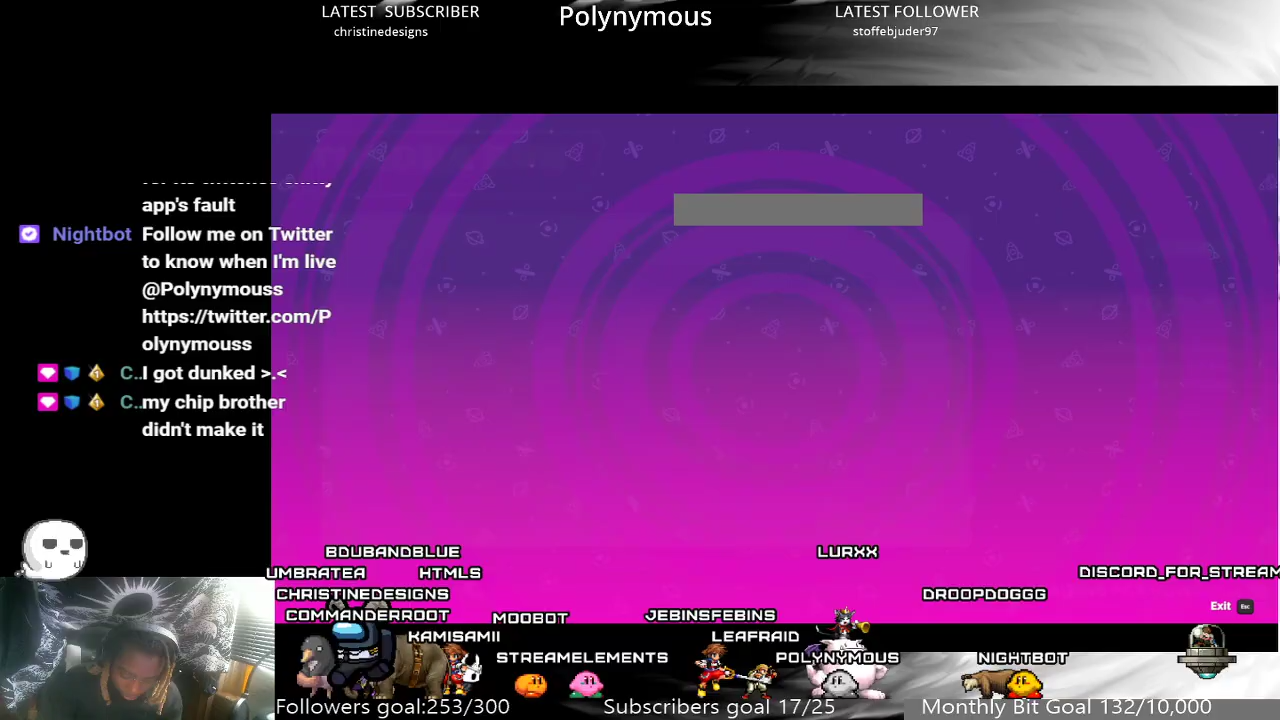 LATEST SUBSCRIBER
christinedesigns
Polynymous
LATEST FOLLOWER
stoffebjuder97
app's fault
Nightbot Follow me on Twitter
to know when I'm live
@Polynymouss
https://twitter.com/P
olynymouss
C.. I got dunked >.<
C.. my chip brother
didn't make it
BDUBANDBLUE
LURXX
UMBRATEA
HTMLS
DISCORD_FOR_STREAM
CHRISTINEDESIGNS
DROOPDOGGG
Exit Esc
COMMANDERROOT
MOOBOT
JEBINSFEBINS
KAMISAMII
LEAFRAID
STREAMELEMENTS
POLYNYMOUS
NIGHTBOT
Followers goal:253/300
Subscribers goal 17/25
Monthly Bit Goal 132/10,000